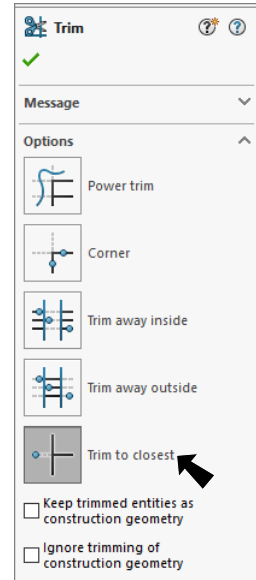 Trim
Message
Options
Power trim
Corner
Trim away inside
Trim away outside
Trim to closest
Keep trimmed entities as
construction geometry
Ignore trimming of
construction geometry